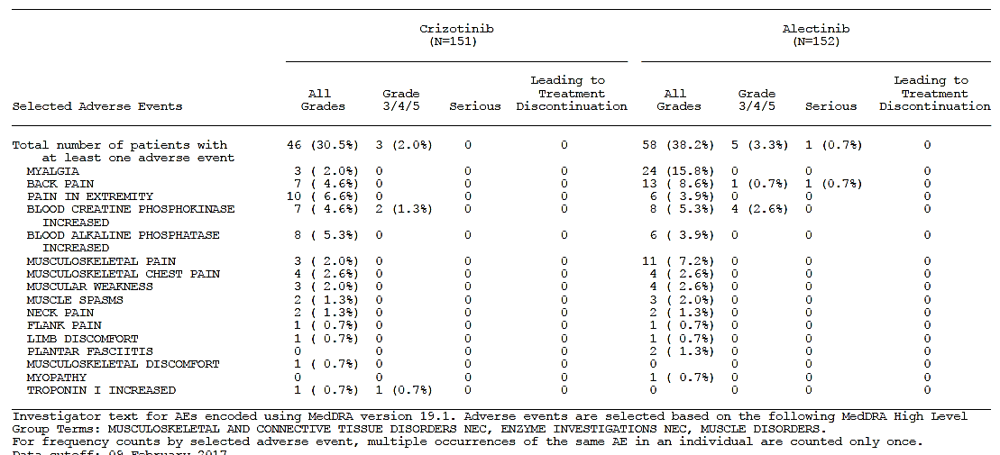 Crizotinib Alectinib
(N=151) (N=152)
Leading to Leading to
All Grade Treatment All Grade Treatment
Selected Adverse Events Grades 3/4/5 Serious Discontinuation Grades 3/4/5 Serious Discontinuation
Total number of patients with 46 (30.5%) 3 (2.0%) 0 0 58 (38.2%) 5 (3.3%) 1 (0.7%) 0
at least one adverse event
MYALGIA 3 ( 2.0%) 0 0 0 24 (15.8%) 0 0 0
BACK PAIN 7 ( 4.6%) 0 0 0 13 ( 8.6%) 1 (0.7%) 1 (0.7%) 0
PAIN IN EXTREMITY 10 ( 6.6%) 0 0 0 6 ( 3.9%) 0 0 0
BLOOD CREATINE PHOSPHOKINASE 7 ( 4.6%) 2 (1.3%) 0 0 8 ( 5.3%) 4 (2.6%) 0 0
INCREASED
BLOOD ALKALINE PHOSPHATASE 8 ( 5.3%) 0 0 0 6 ( 3.9%) 0 0 0
INCREASED
MUSCULOSKELETAL PAIN 3 ( 2.0%) 0 0 0 11 ( 7.2%) 0 0 0
MUSCULOSKELETAL CHEST PAIN 4 ( 2.6%) 0 0 0 4 ( 2.6%) 0 0 0
MUSCULAR WEAKNESS 3 ( 2.0%) 0 0 0 4 ( 2.6%) 0 0 0
MUSCLE SPASMS 2 ( 1.3%) 0 0 0 3 ( 2.0%) 0 0 0
NECK PAIN 2 ( 1.3%) 0 0 0 2 ( 1.3%) 0 0 0
FLANK PAIN 1 ( 0.7%) 0 0 0 1 ( 0.7%) 0 0 0
LIMB DISCOMFORT 1 ( 0.7%) 0 0 0 1 ( 0.7%) 0 0 0
PLANTAR FASCIITIS 0 0 0 0 2 ( 1.3%) 0 0 0
MUSCULOSKELETAL DISCOMFORT 1 ( 0.7%) 0 0 0 0 0 0 0
MYOPATHY 0 0 0 0 1 ( 0.7%) 0 0 0
TROPONIN I INCREASED 1 ( 0.7%) 1 (0.7%) 0 0 0 0 0 0
Investigator text for AEs encoded using MedDRA version 19.1. Adverse events are selected based on the following MedDRA High Level
Group Terms: MUSCULOSKELETAL AND CONNECTIVE TISSUE DISORDERS NEC, ENZYME INVESTIGATIONS NEC, MUSCLE DISORDERS.
For frequency counts by selected adverse event, multiple occurrences of the same AE in an individual are counted only once.
Data cutoff: 09 February 2017